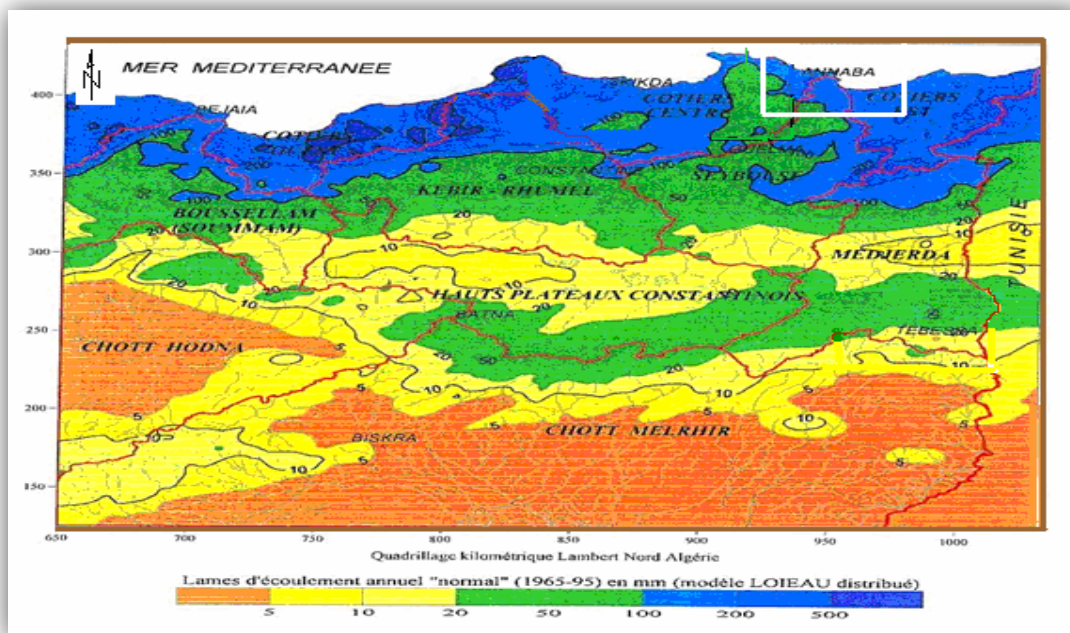 N
MER MEDITERRANEE
ANNABA
SKIKDA
COTIERS
CENTRE
COTIERS
EST
BEJAIA
COTIERS
CONSTANTINE
SEYBOUSE
KEBIR - RHUMEL
BOUSSELLAM
(SOUMMAM)
MEDJERDA
TUNISIE
HAUTS PLATEAUX CONSTANTINOIS
BATNA
TEBESSA
CHOTT HODNA
CHOTT MELRHIR
BISKRA
400
350
300
250
200
150
650 700 750 800 850 900 950 1000
Quadrillage kilométrique Lambert Nord Algérie
Lames d'écoulement annuel "normal" (1965-95) en mm (modèle LOIEAU distribué)
5 10 20 50 100 200 500